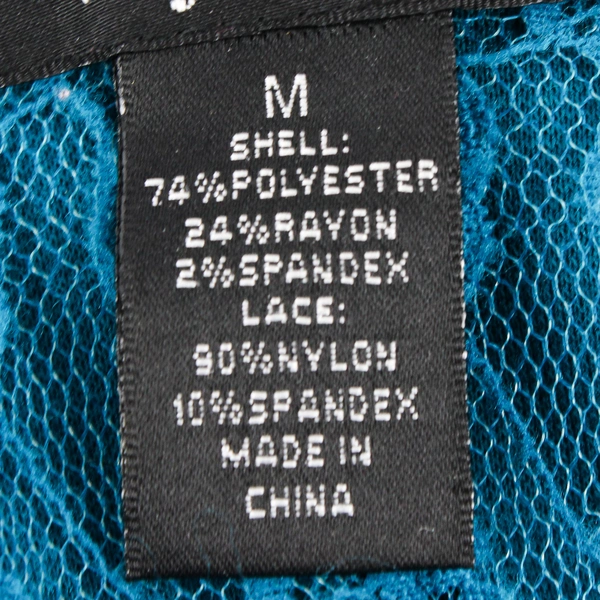 M
SHELL:
74%POLYESTER
24%RAYON
2%SPANDEX
LACE:
90%NYLON
10%SPANDEX
MADE IN
CHINA